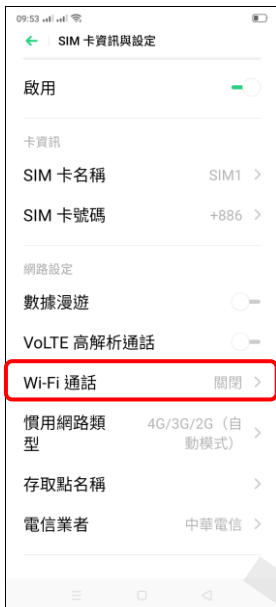 09:53
SIM 卡資訊與設定
啟用
卡資訊
SIM 卡名稱 SIM1
SIM 卡號碼 +886
網路設定
數據漫遊
VoLTE 高解析通話
Wi-Fi 通話 關閉
慣用網路類型 4G/3G/2G（自動模式）
存取點名稱
電信業者 中華電信